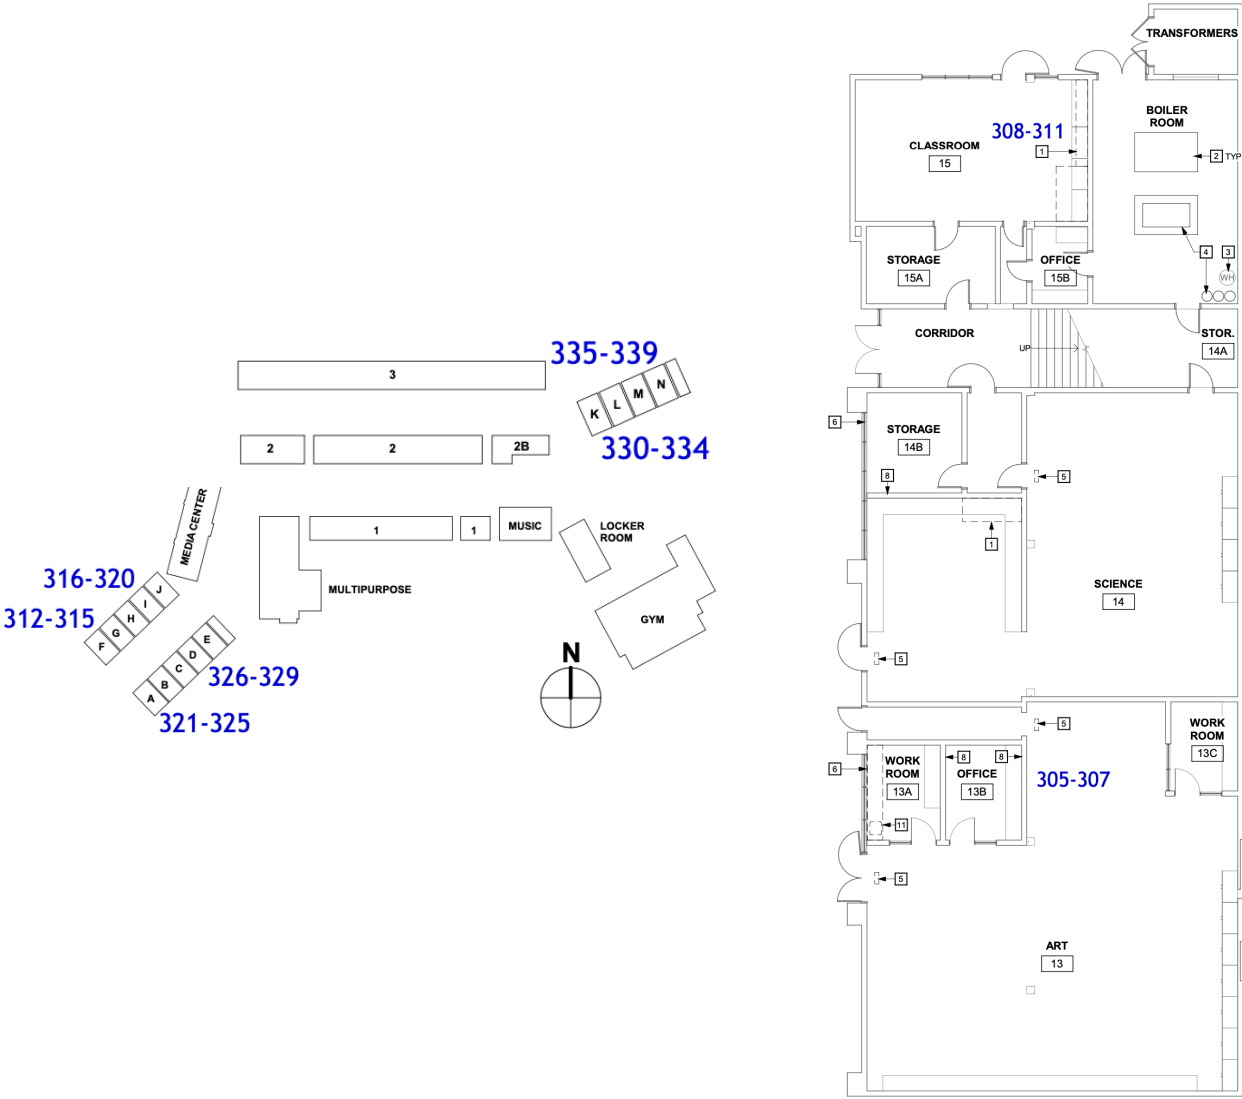 335-339
3
K
L
M
N
330-334
2
2
2B
MEDIA CENTER
1
1
MUSIC
LOCKER
ROOM
316-320
312-315
F
G
H
I
J
MULTIPURPOSE
GYM
A
B
C
D
E
326-329
321-325
N
TRANSFORMERS
BOILER
ROOM
308-311
CLASSROOM
15
1
2 TYP
STORAGE
15A
OFFICE
15B
4
3
WH
CORRIDOR
UP
STOR.
14A
6
STORAGE
14B
8
5
1
SCIENCE
14
5
5
WORK
ROOM
13C
6
WORK
ROOM
13A
8
8
OFFICE
13B
305-307
11
5
ART
13